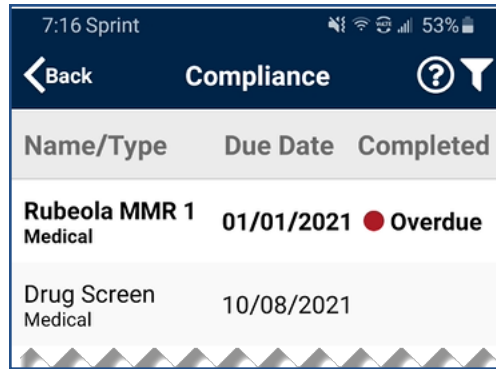 7:16 Sprint 53%
Back Compliance ?
Name/Type Due Date Completed
Rubeola MMR 1
Medical
01/01/2021 Overdue
Drug Screen
Medical
10/08/2021